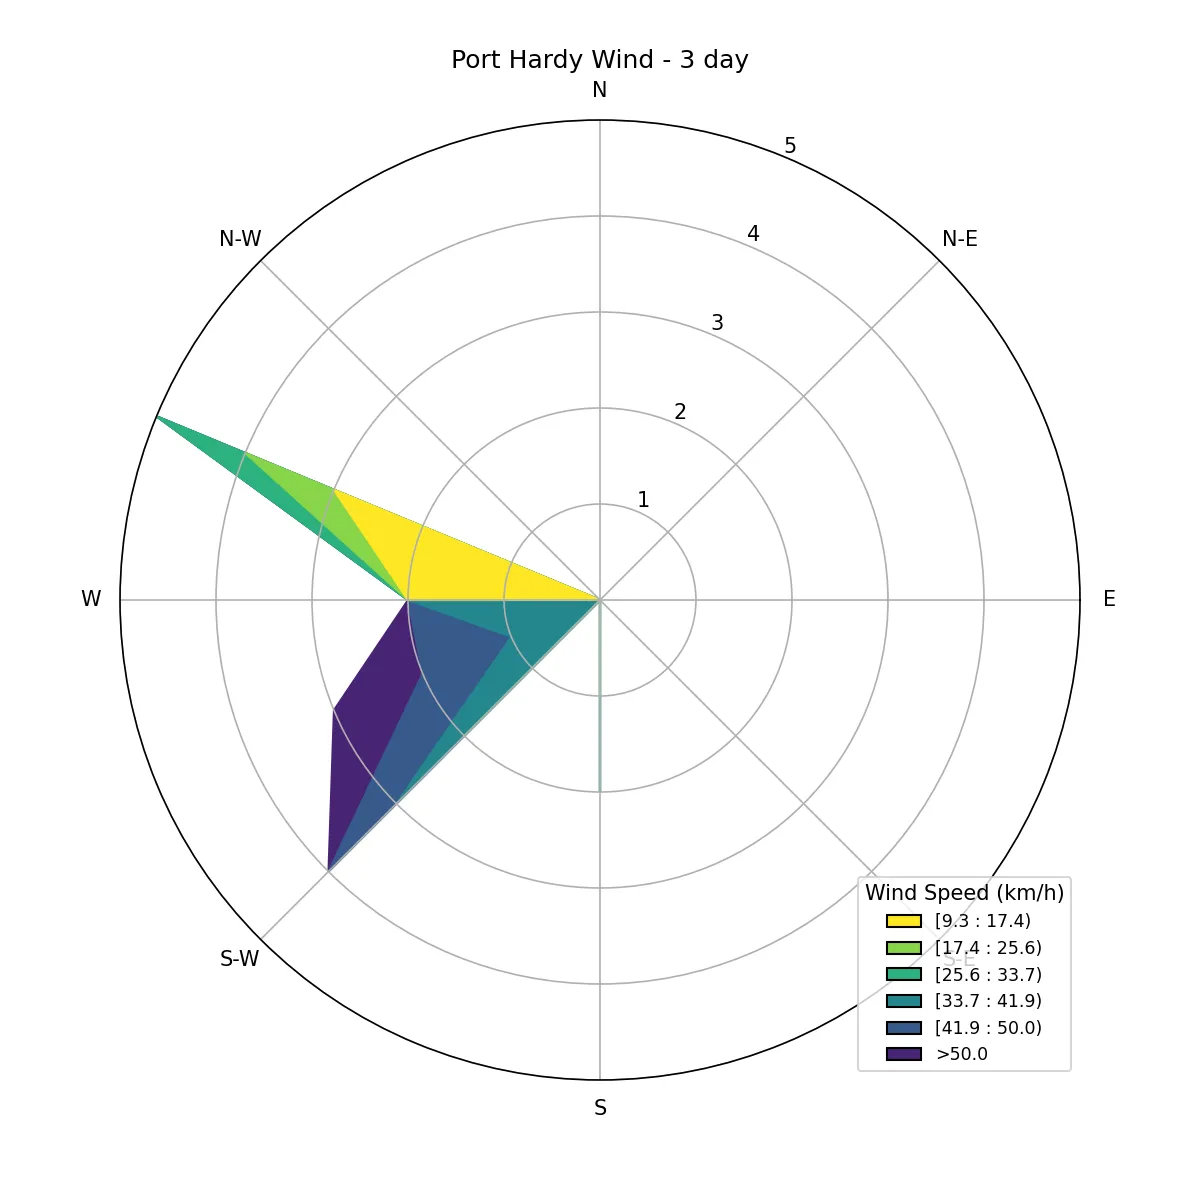 Port Hardy Wind - 3 day
N
5
N-W
N-E
4
3
2
1
W
E
Wind Speed (km/h)
[9.3 : 17.4)
[17.4 : 25.6)
S-W
S-E
[25.6 : 33.7)
[33.7 : 41.9)
[41.9 : 50.0)
>50.0
S